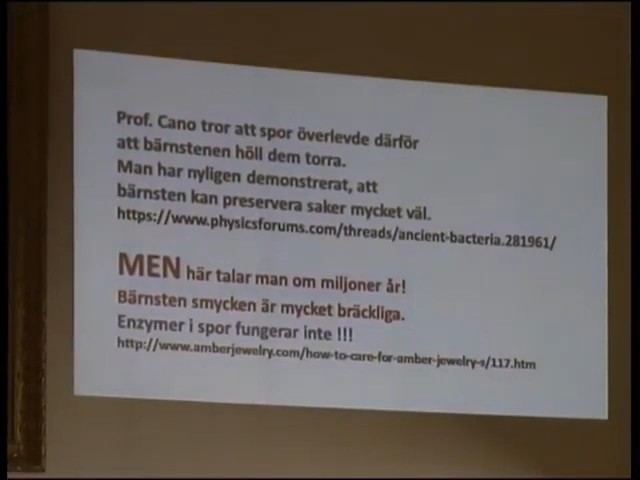 Prof. Cano tror att spor överlevde därför
att bärnstenen höll dem torra.
Man har nyligen demonstrerat, att
bärnsten kan preservera saker mycket väl.
https://www.physicsforums.com/threads/ancient-bacteria.281961/
MEN här talar man om miljoner år!
Bärnsten smycken är mycket bräckliga.
Enzymer i spor fungerar inte !!!
http://www.amberjewelry.com/how-to-care-for-amber-jewelry-s/117.htm